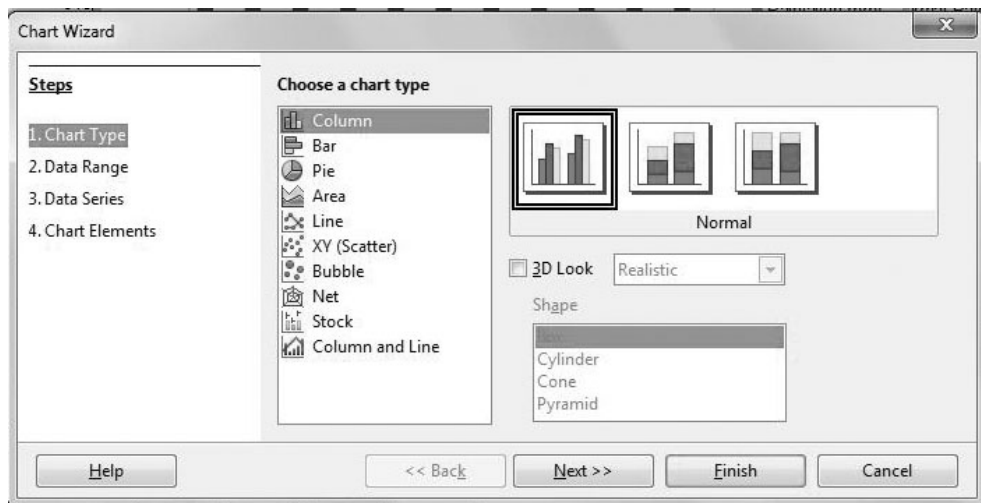 Chart Wizard
Steps
1. Chart Type
2. Data Range
3. Data Series
4. Chart Elements
Choose a chart type
Column
Bar
Pie
Area
Line
XY (Scatter)
Bubble
Net
Stock
Column and Line
Normal
3D Look
Realistic
Shape
Cylinder
Cone
Pyramid
Help
<< Back
Next >>
Finish
Cancel